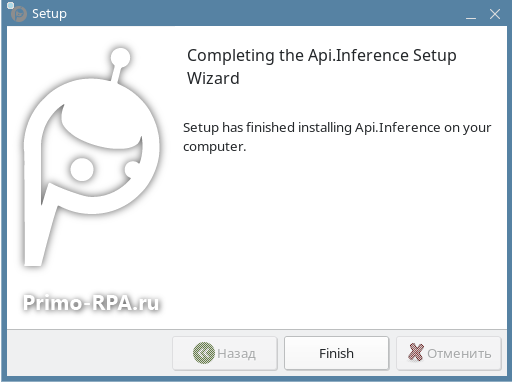 Setup
Completing the Api.Inference Setup
Wizard
Setup has finished installing Api.Inference on your
computer.
Primo-RPA.ru
Назад
Finish
Отменить